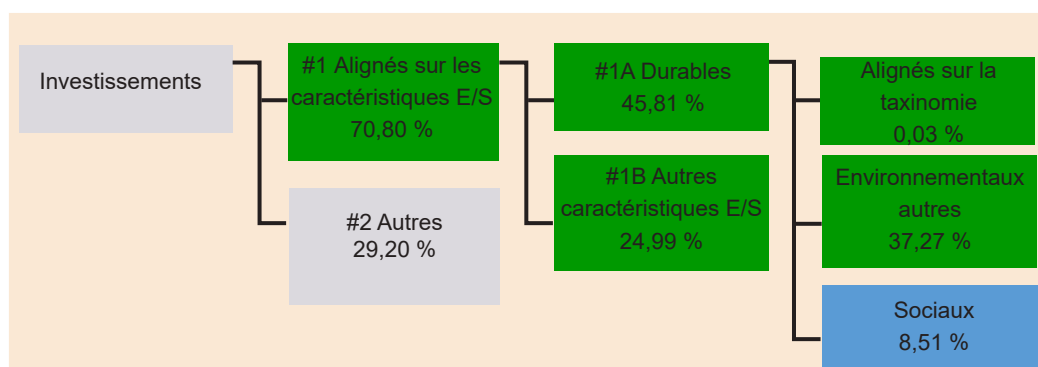 Investissements
#1 Alignés sur les
caractéristiques E/S
70,80 %
#2 Autres
29,20 %
#1A Durables
45,81 %
#1B Autres
caractéristiques E/S
24,99 %
Alignés sur la
taxinomie
0,03 %
Environnementaux
autres
37,27 %
Sociaux
8,51 %